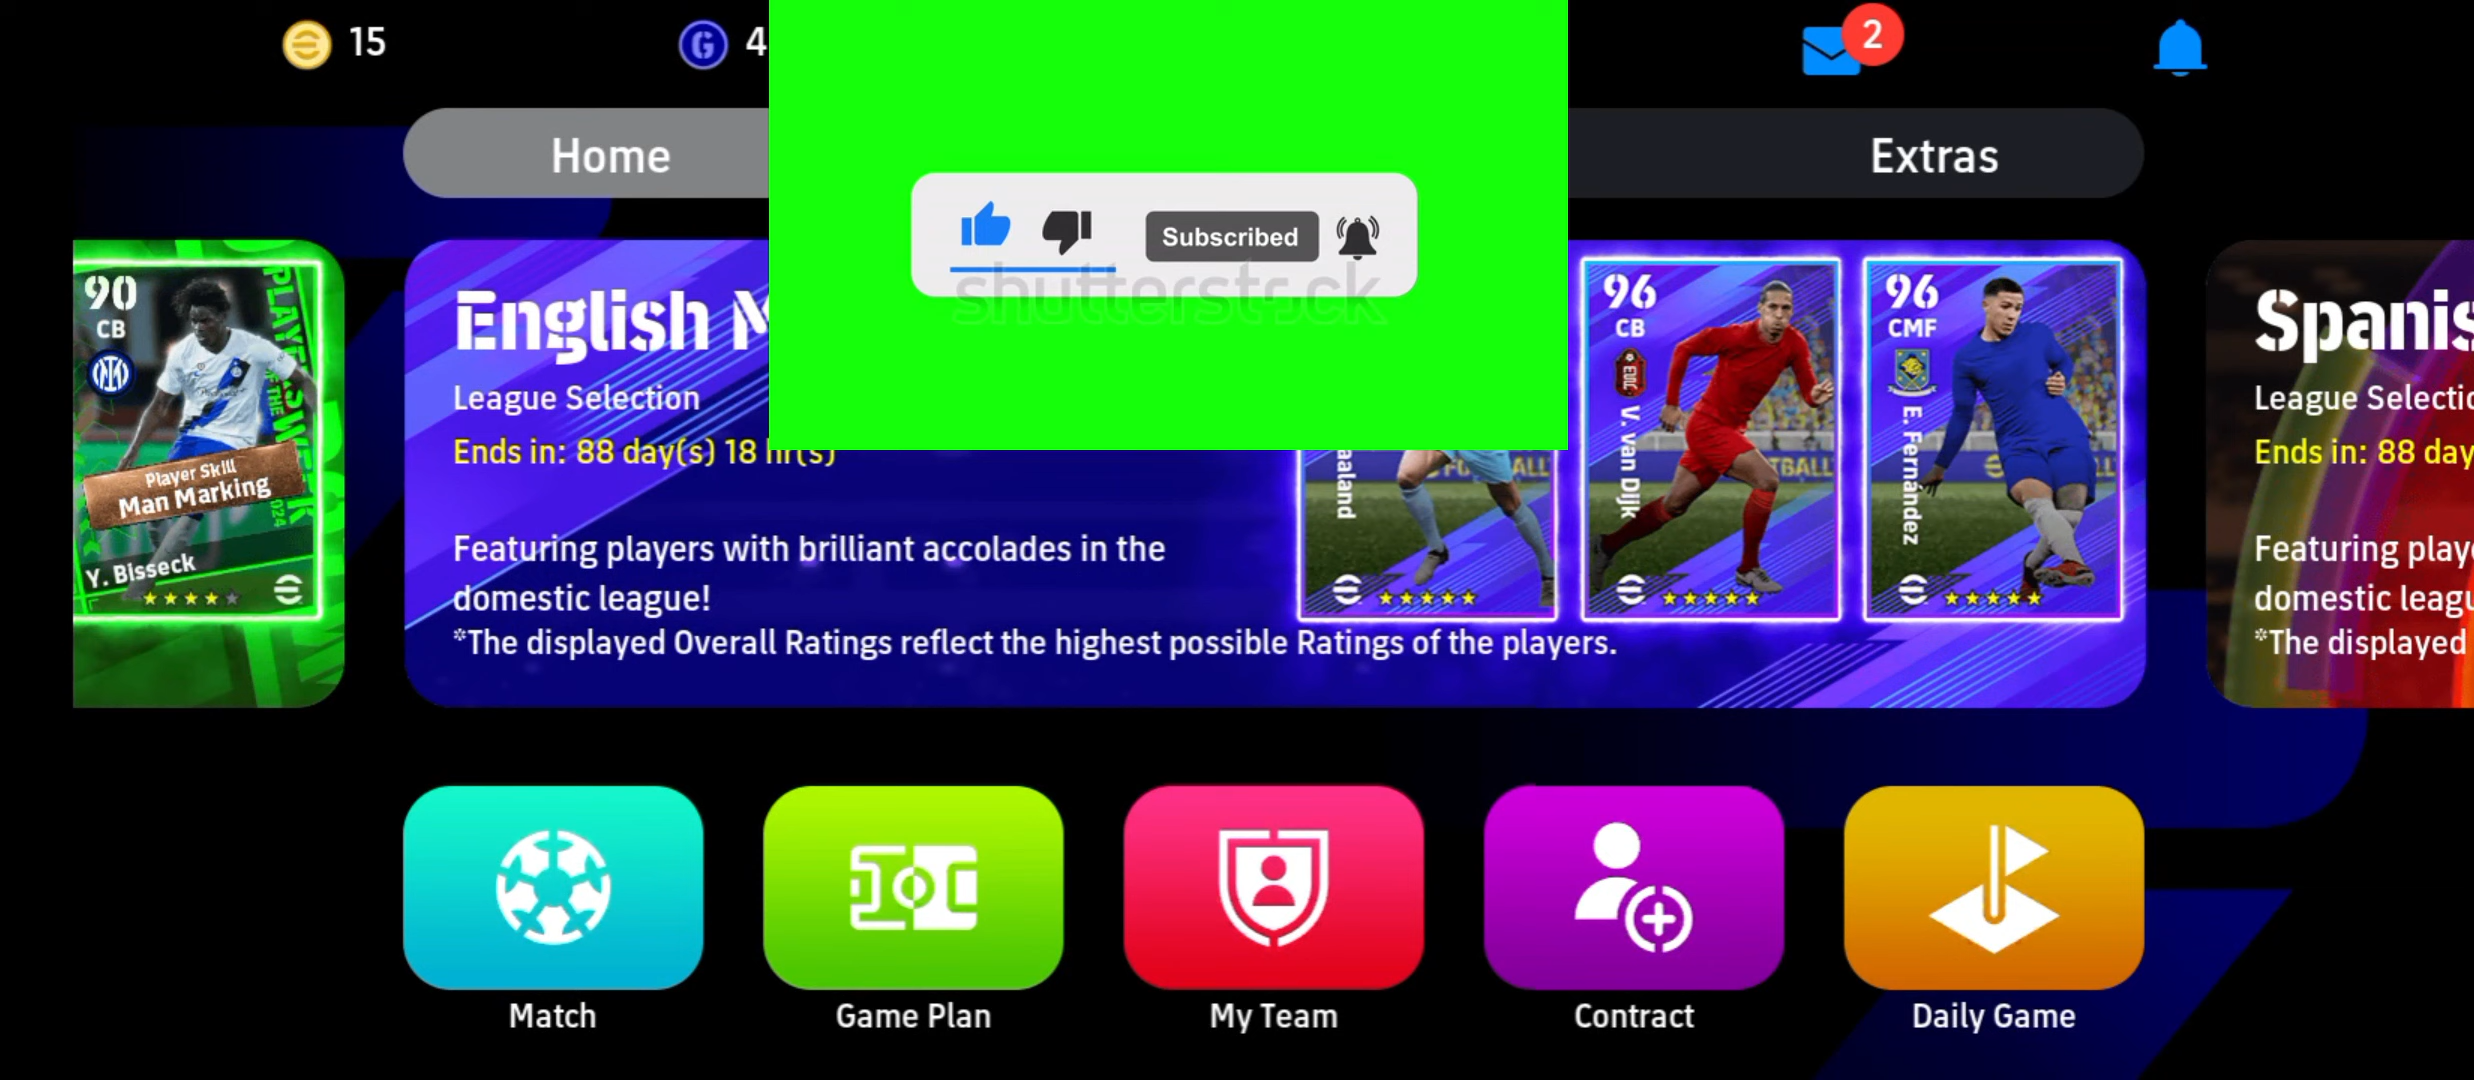 15
4
2
Home
Extras
Subscribed
shutterstock
90
CB
Player Skill
Man Marking
Y. Bisseck
English
League Selection
Ends in: 88 day(s) 18 hr(s)
Featuring players with brilliant accolades in the
domestic league!
*The displayed Overall Ratings reflect the highest possible Ratings of the players.
aaland
96
CB
V. van Dijk
96
CMF
E. Fernández
Spanis
League Selectio
Ends in: 88 day
Featuring playe
domestic leagu
*The displayed
Match
Game Plan
My Team
Contract
Daily Game